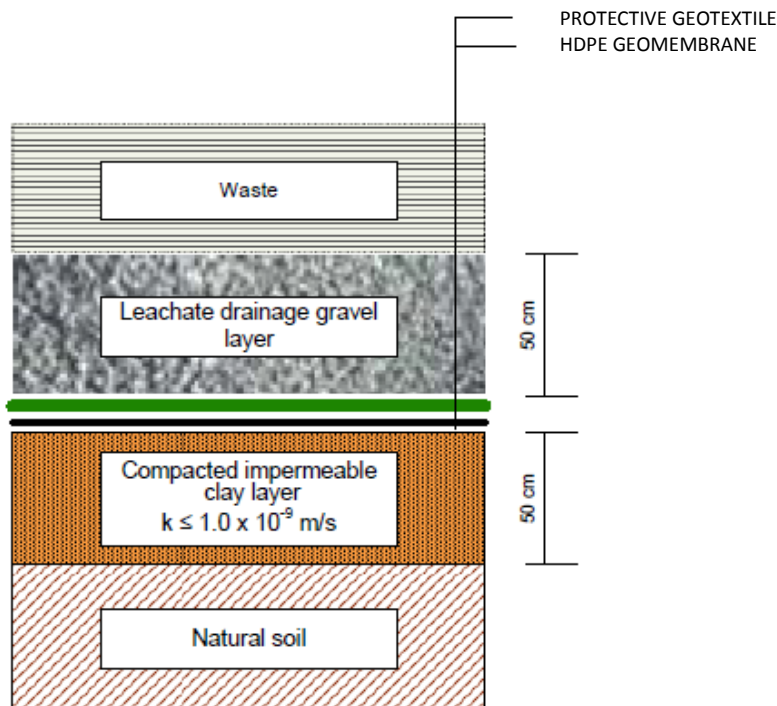 PROTECTIVE GEOTEXTILE
HDPE GEOMEMBRANE
Waste
Leachate drainage gravel
layer
50 cm
Compacted impermeable
clay layer
k ≤ 1.0 x 10⁻⁹ m/s
50 cm
Natural soil